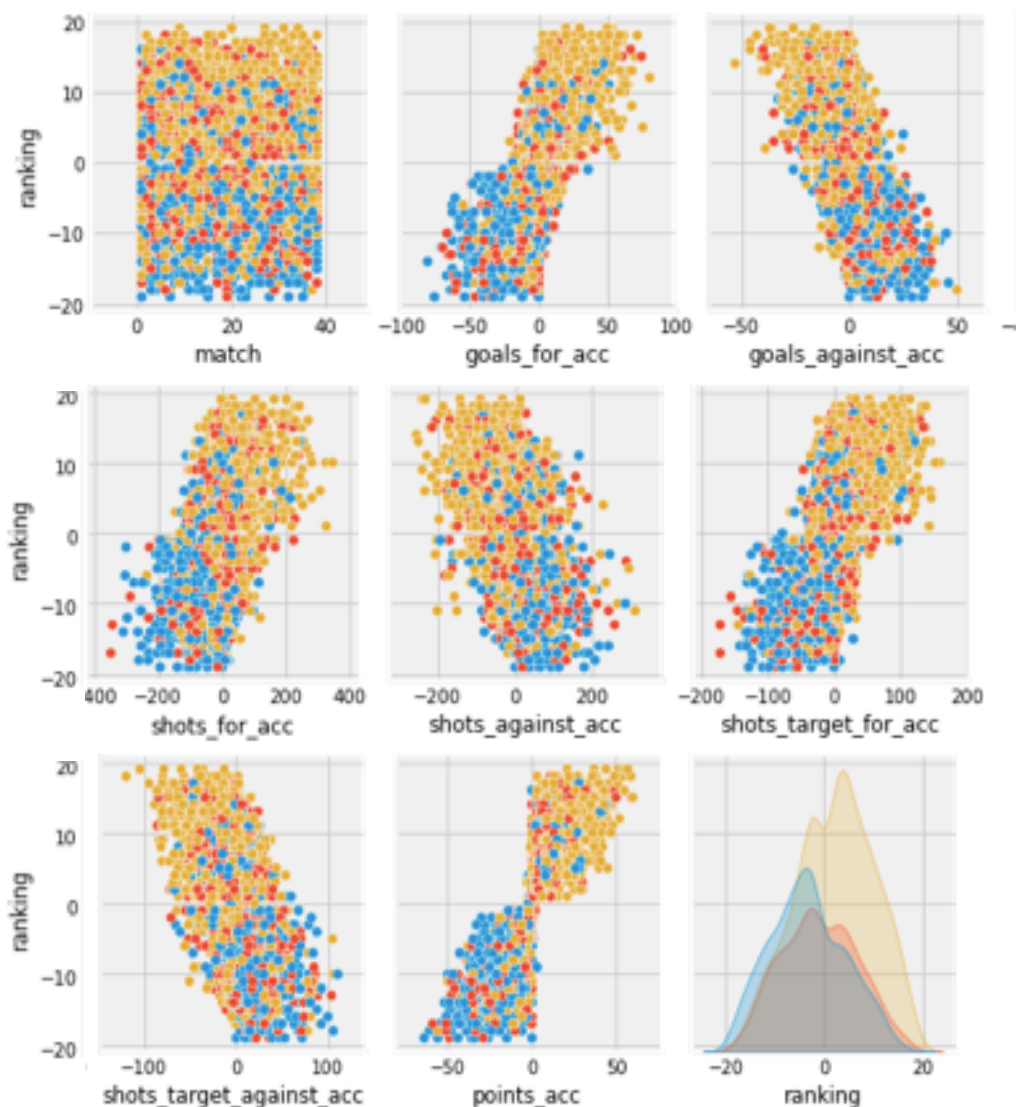 20
10
0
−10
−20
ranking
0 20 40
match
−100 −50 0 50 100
goals_for_acc
−50 0 50
goals_against_acc
20
10
0
−10
−20
ranking
400 −200 0 200 400
shots_for_acc
−200 0 200
shots_against_acc
−200 −100 0 100 200
shots_target_for_acc
20
10
0
−10
−20
ranking
−100 0 100
shots_target_against_acc
−50 0 50
points_acc
−20 0 20
ranking